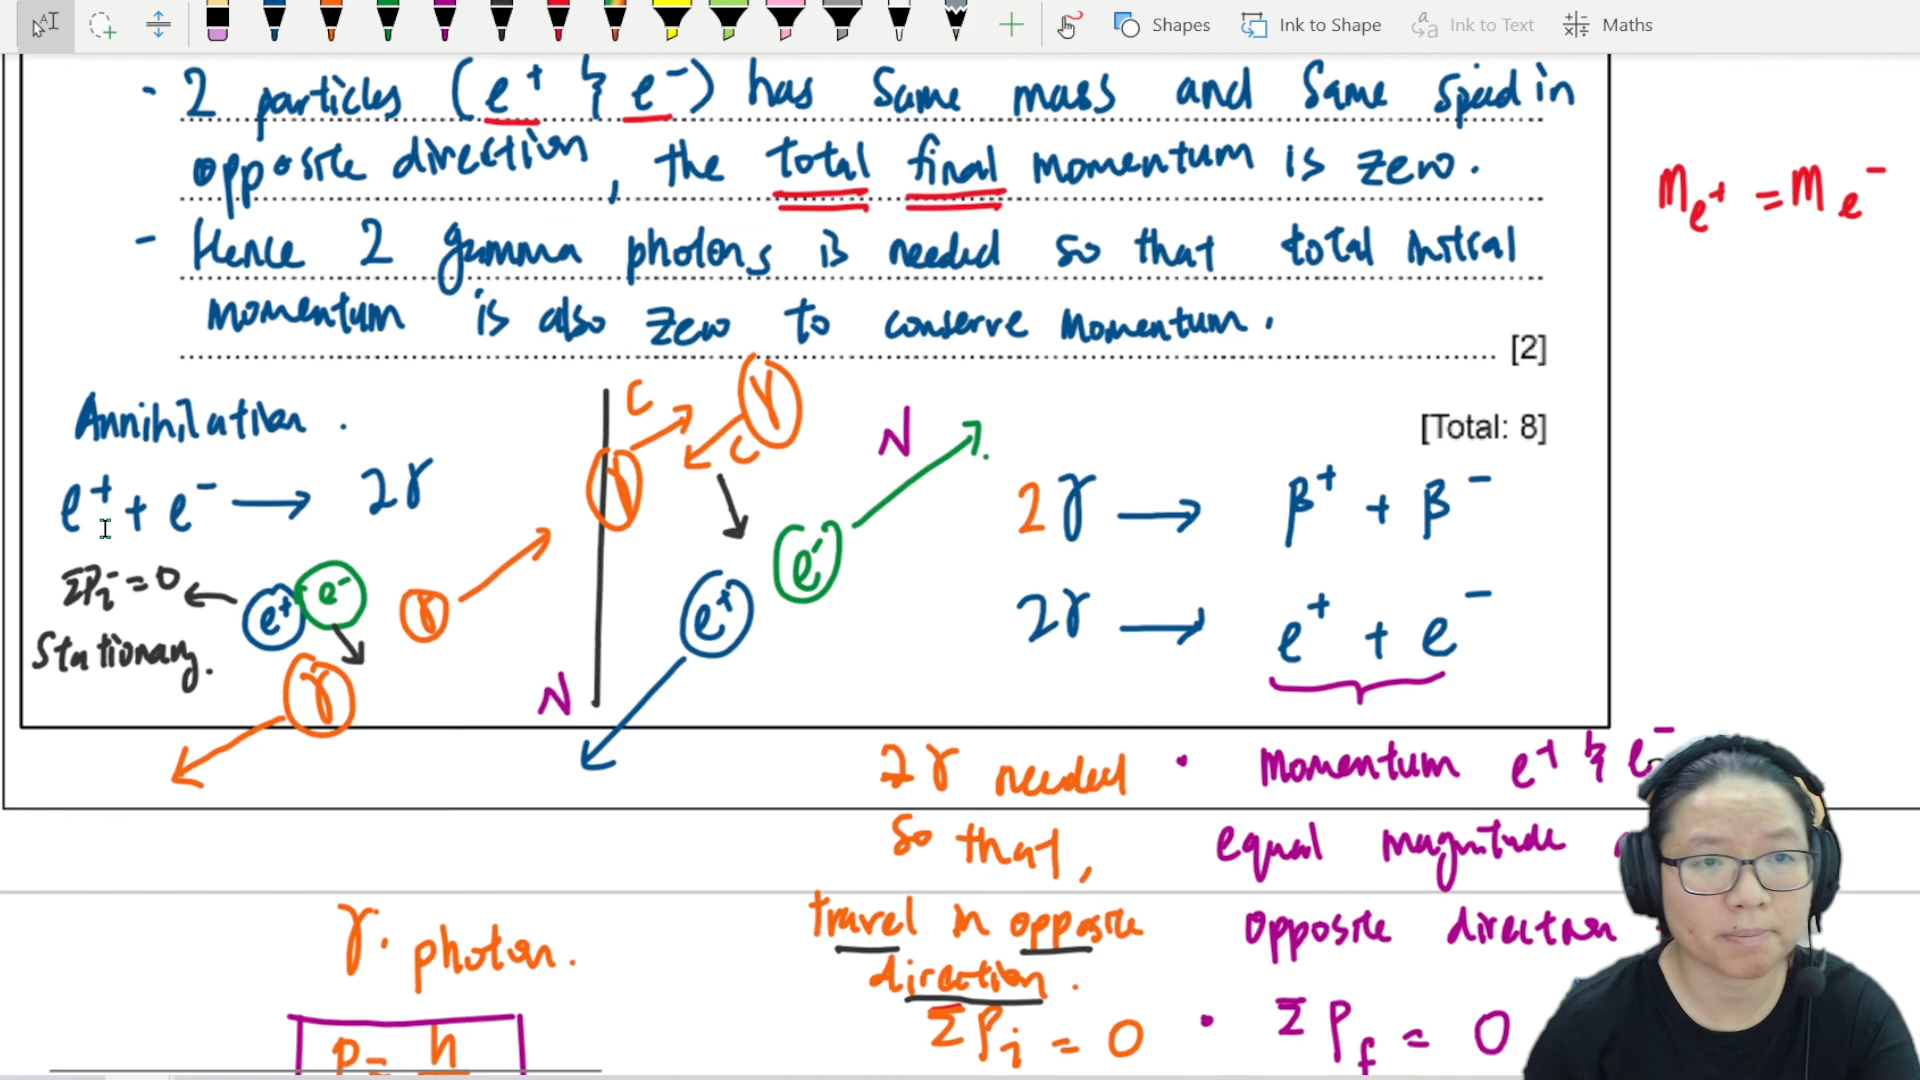 Shapes
Ink to Shape
Ink to Text
Maths
- 2 particles (e⁺ & e⁻) has same mass and same speed in
opposite direction, the total final momentum is zero.
- Hence 2 gamma photons is needed so that total initial
momentum is also zero to conserve momentum.
[2]
m e⁺ = m e⁻
[Total: 8]
Annihilation.
e⁺ + e⁻ → 2γ
Σpᵢ = 0
Stationary.
e⁺ e⁻ γ
γ
N
γ c c γ
N
e⁻
e⁺
2γ → β⁺ + β⁻
2γ → e⁺ + e⁻
2γ needed
so that,
travel in opposite
direction.
Σpᵢ = 0
• Momentum e⁺ & e⁻
equal magnitude
opposite direction
• Σp_f = 0
γ. photon.
p = h